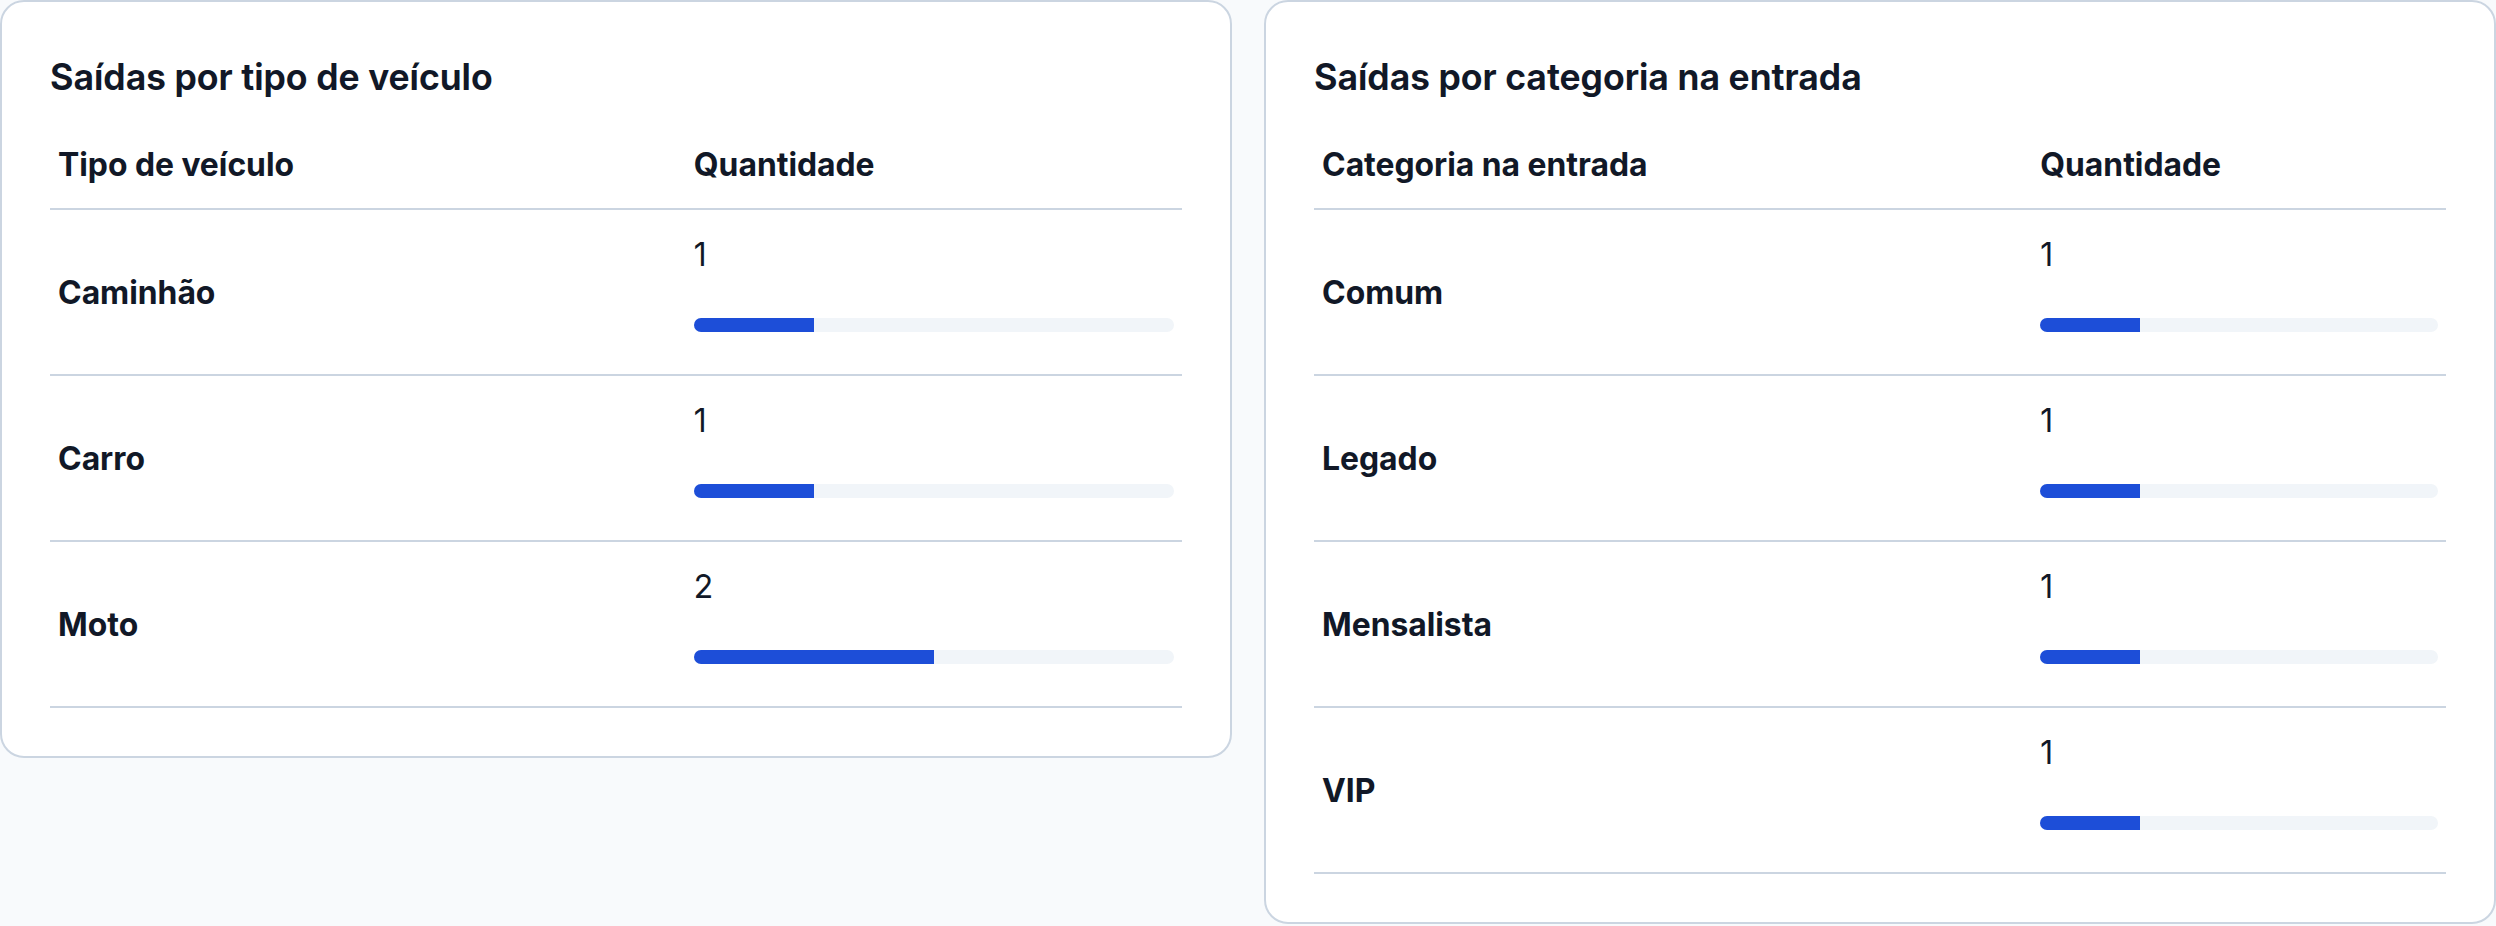 Saídas por tipo de veículo
Tipo de veículo Quantidade
Caminhão 1
Carro 1
Moto 2
Saídas por categoria na entrada
Categoria na entrada Quantidade
Comum 1
Legado 1
Mensalista 1
VIP 1